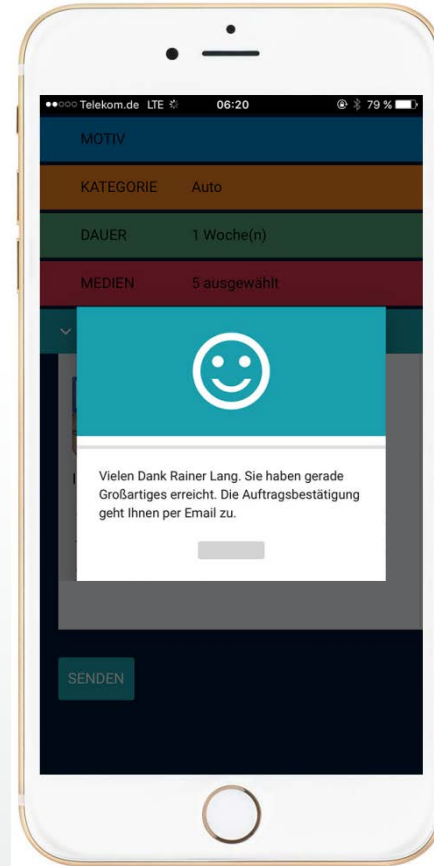 Telekom.de LTE 06:20 79 %
MOTIV
KATEGORIE Auto
DAUER 1 Woche(n)
MEDIEN 5 ausgewählt
Vielen Dank Rainer Lang. Sie haben gerade
Großartiges erreicht. Die Auftragsbestätigung
geht Ihnen per Email zu.
SENDEN